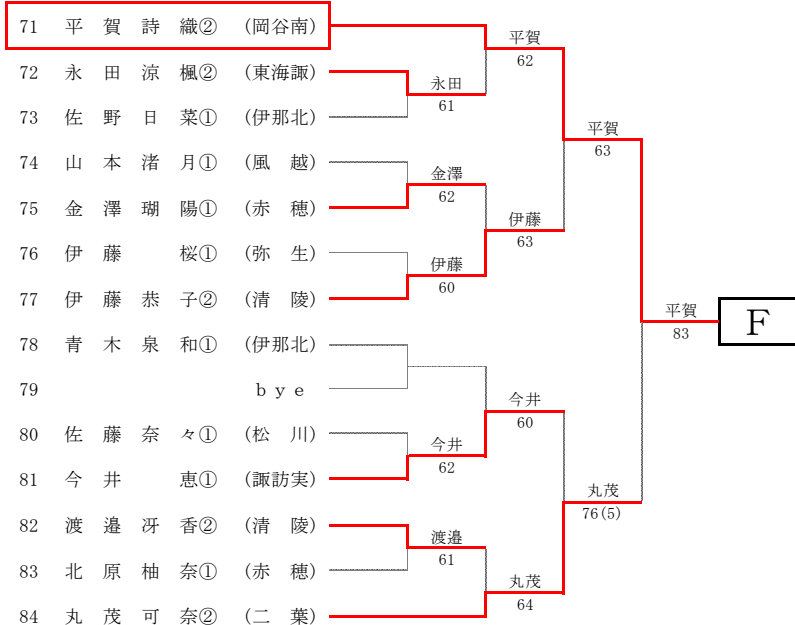 71 平賀詩織② (岡谷南)
72 永田涼楓② (東海諏)
73 佐野日菜① (伊那北)
74 山本渚月① (風越)
75 金澤瑚陽① (赤穂)
76 伊藤 桜① (弥生)
77 伊藤恭子② (清陵)
78 青木泉和① (伊那北)
79 bye
80 佐藤奈々① (松川)
81 今井 恵① (諏訪実)
82 渡邉冴香② (清陵)
83 北原柚奈① (赤穂)
84 丸茂可奈② (二葉)
永田
61
金澤
62
伊藤
60
今井
62
渡邉
61
平賀
62
伊藤
63
今井
60
丸茂
64
平賀
63
丸茂
76(5)
平賀
83
F